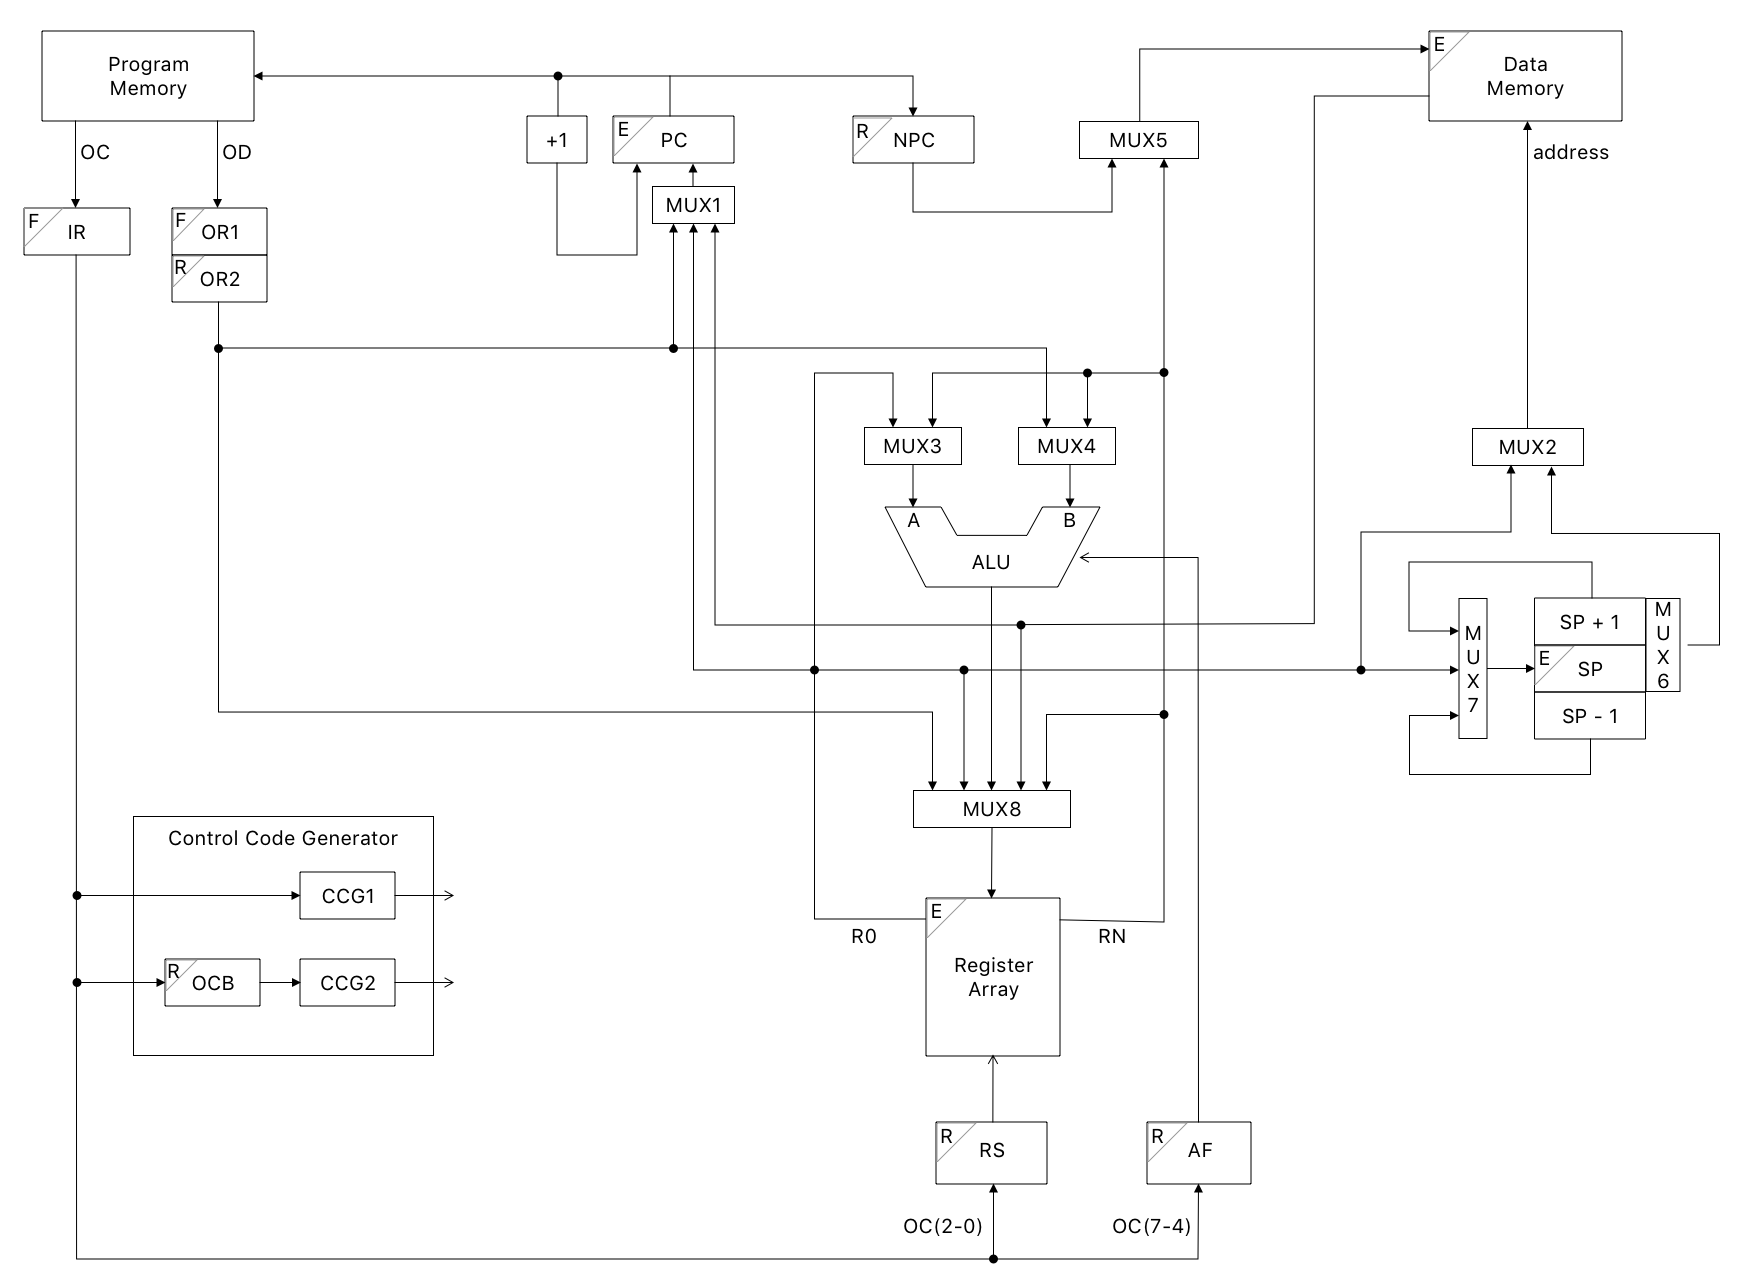 Program
Memory
E
Data
Memory
+1
E
PC
R
NPC
MUX5
OC
OD
address
MUX1
F
IR
F
OR1
R
OR2
MUX3
MUX4
MUX2
A
B
ALU
M
U
X
7
SP + 1
E
SP
SP - 1
M
U
X
6
MUX8
Control Code Generator
CCG1
R
OCB
CCG2
E
R0
RN
Register
Array
R
RS
R
AF
OC(2-0)
OC(7-4)